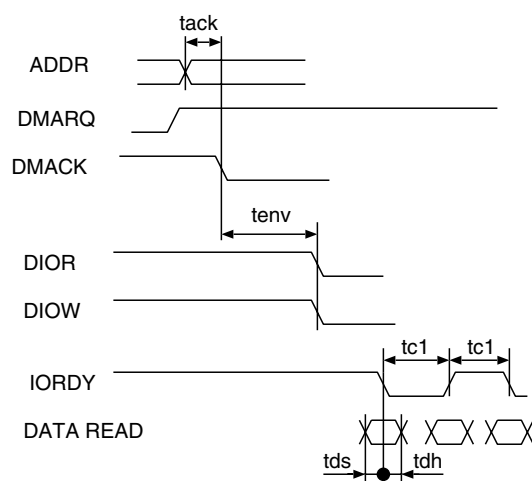 tack
ADDR
DMARQ
DMACK
tenv
DIOR
DIOW
tc1 tc1
IORDY
DATA READ
tds tdh